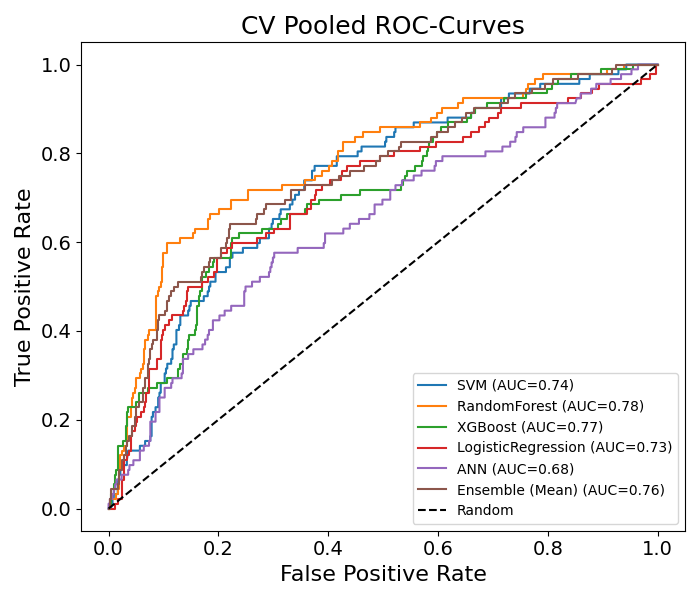 CV Pooled ROC-Curves
True Positive Rate
1.0
0.8
0.6
0.4
0.2
0.0
SVM (AUC=0.74)
RandomForest (AUC=0.78)
XGBoost (AUC=0.77)
LogisticRegression (AUC=0.73)
ANN (AUC=0.68)
Ensemble (Mean) (AUC=0.76)
Random
0.0 0.2 0.4 0.6 0.8 1.0
False Positive Rate